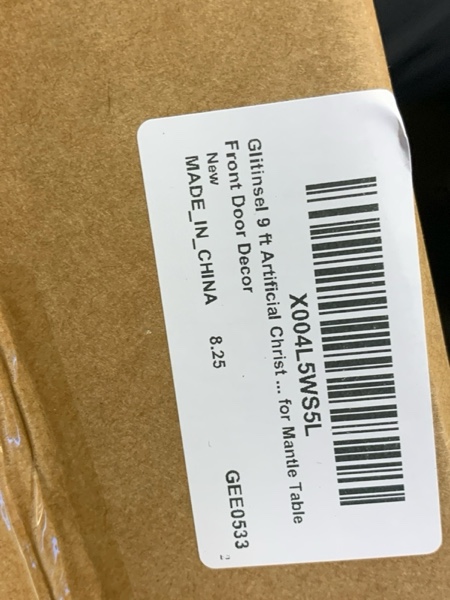 X004L5WS5L
Glitinsel 9 ft Artificial Christ ... for Mantle Table
Front Door Decor
New
MADE_IN_CHINA 8.25 GEE0533